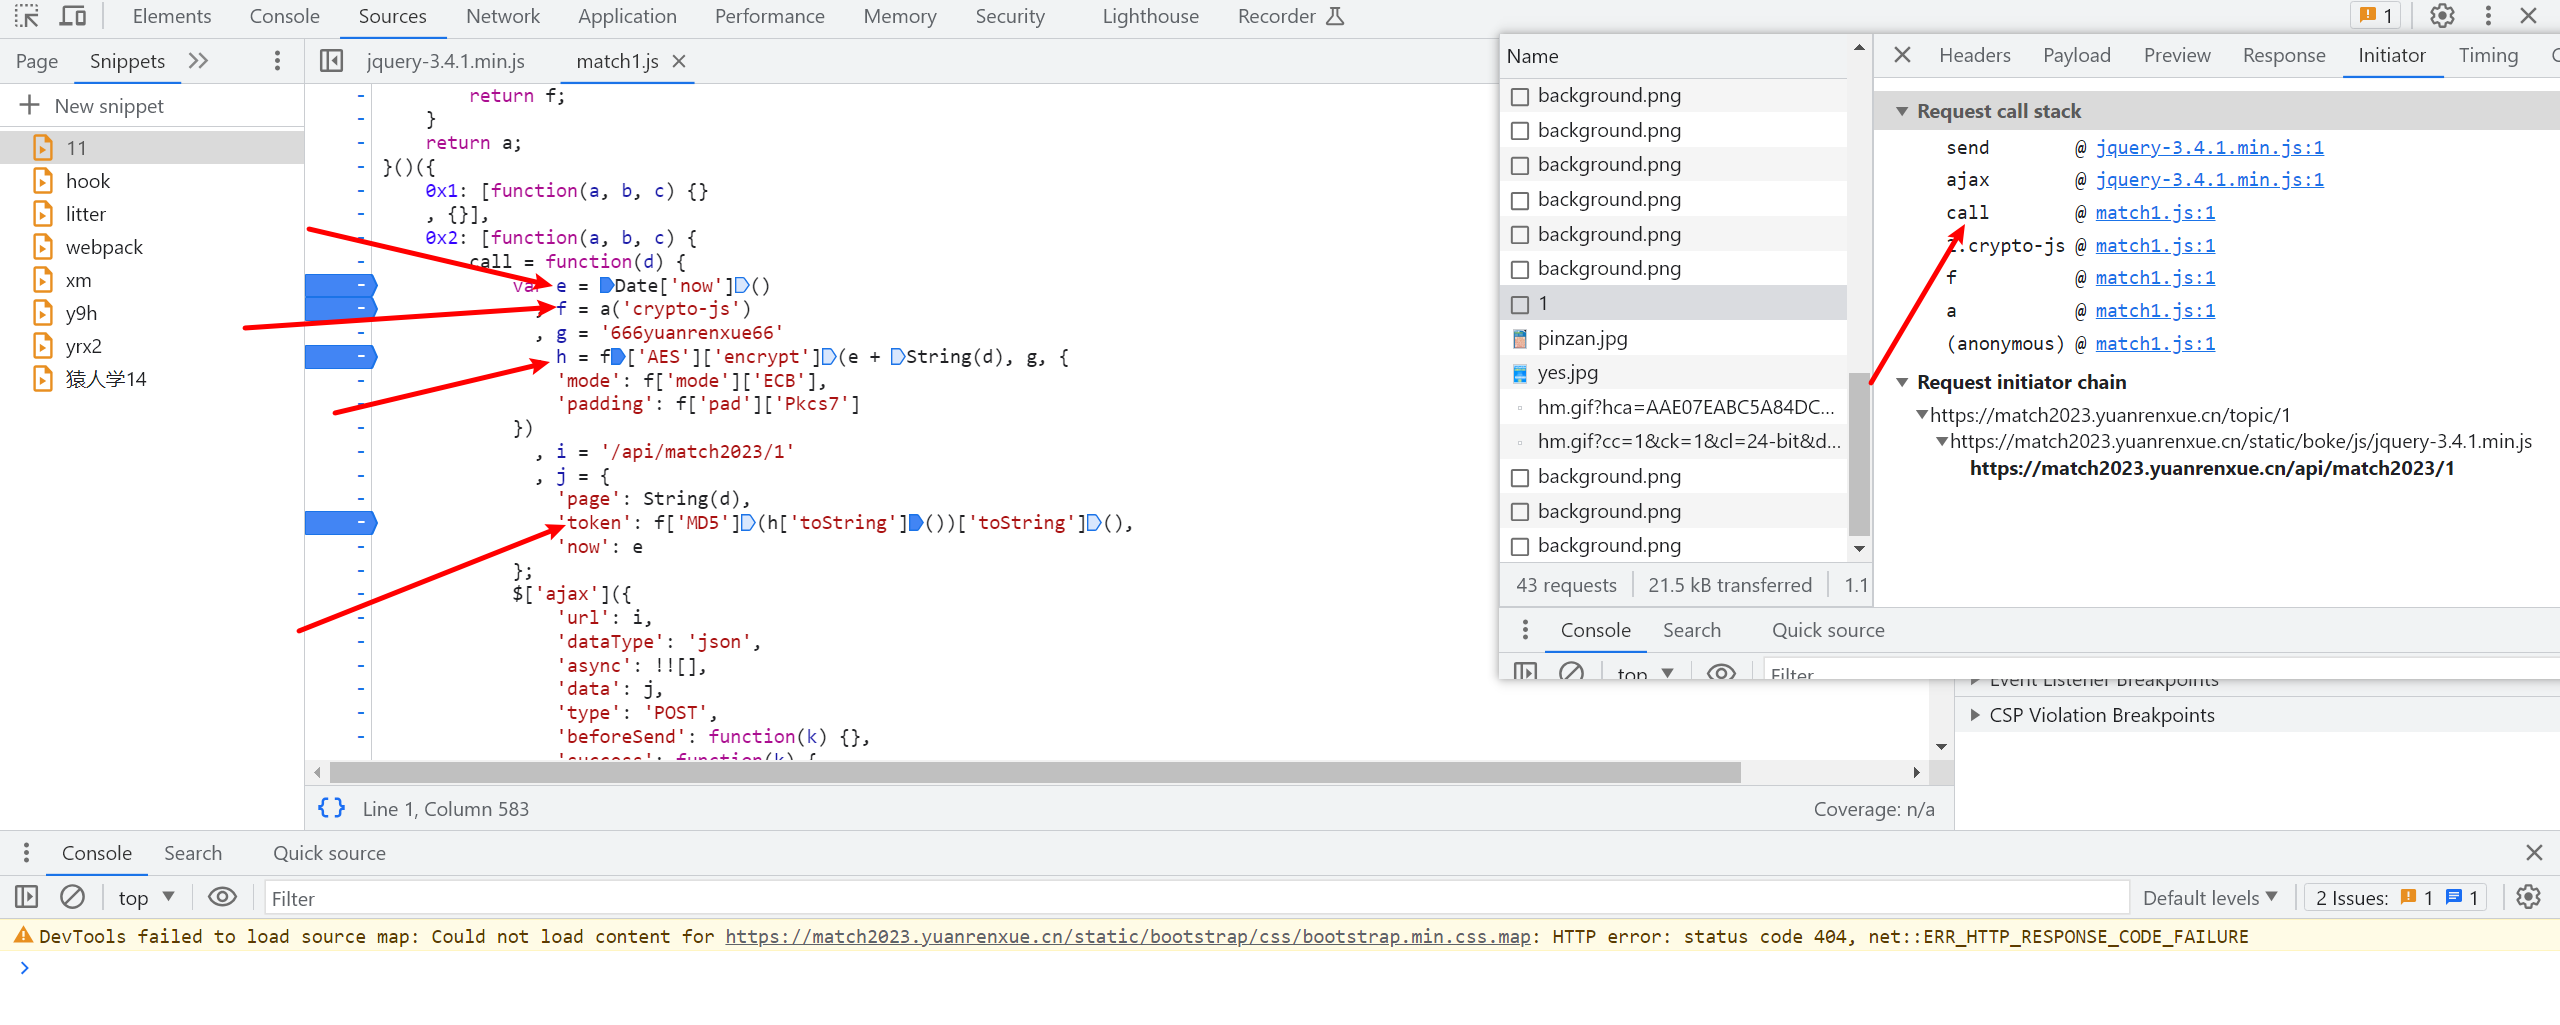 Elements Console Sources Network Application Performance Memory Security Lighthouse Recorder 1
Page Snippets
New snippet
11
hook
litter
webpack
xm
y9h
yrx2
猿人学14
jquery-3.4.1.min.js match1.js
return f;
}
return a;
}()({
0x1: [function(a, b, c) {}
, {}],
0x2: [function(a, b, c) {
call = function(d) {
var e = Date['now']()
, f = a('crypto-js')
, g = '666yuanrenxue66'
h = f['AES']['encrypt'](e + String(d), g, {
'mode': f['mode']['ECB'],
'padding': f['pad']['Pkcs7']
})
, i = '/api/match2023/1'
, j = {
'page': String(d),
'token': f['MD5'](h['toString']())['toString'](),
'now': e
};
$['ajax']({
'url': i,
'dataType': 'json',
'async': !![],
'data': j,
'type': 'POST',
'beforeSend': function(k) {},
'success': function(k) {
{} Line 1, Column 583
Coverage: n/a
Name
background.png
background.png
background.png
background.png
background.png
background.png
1
pinzan.jpg
yes.jpg
hm.gif?hca=AAE07EABC5A84DC...
hm.gif?cc=1&ck=1&cl=24-bit&d...
background.png
background.png
background.png
43 requests 21.5 kB transferred 1.1
Headers Payload Preview Response Initiator Timing
Request call stack
send @ jquery-3.4.1.min.js:1
ajax @ jquery-3.4.1.min.js:1
call @ match1.js:1
2.crypto-js @ match1.js:1
f @ match1.js:1
a @ match1.js:1
(anonymous) @ match1.js:1
Request initiator chain
https://match2023.yuanrenxue.cn/topic/1
https://match2023.yuanrenxue.cn/static/boke/js/jquery-3.4.1.min.js
https://match2023.yuanrenxue.cn/api/match2023/1
Console Search Quick source
top Filter
Event Listener Breakpoints
CSP Violation Breakpoints
Console Search Quick source
top Filter Default levels 2 Issues: 1 1
DevTools failed to load source map: Could not load content for https://match2023.yuanrenxue.cn/static/bootstrap/css/bootstrap.min.css.map: HTTP error: status code 404, net::ERR_HTTP_RESPONSE_CODE_FAILURE